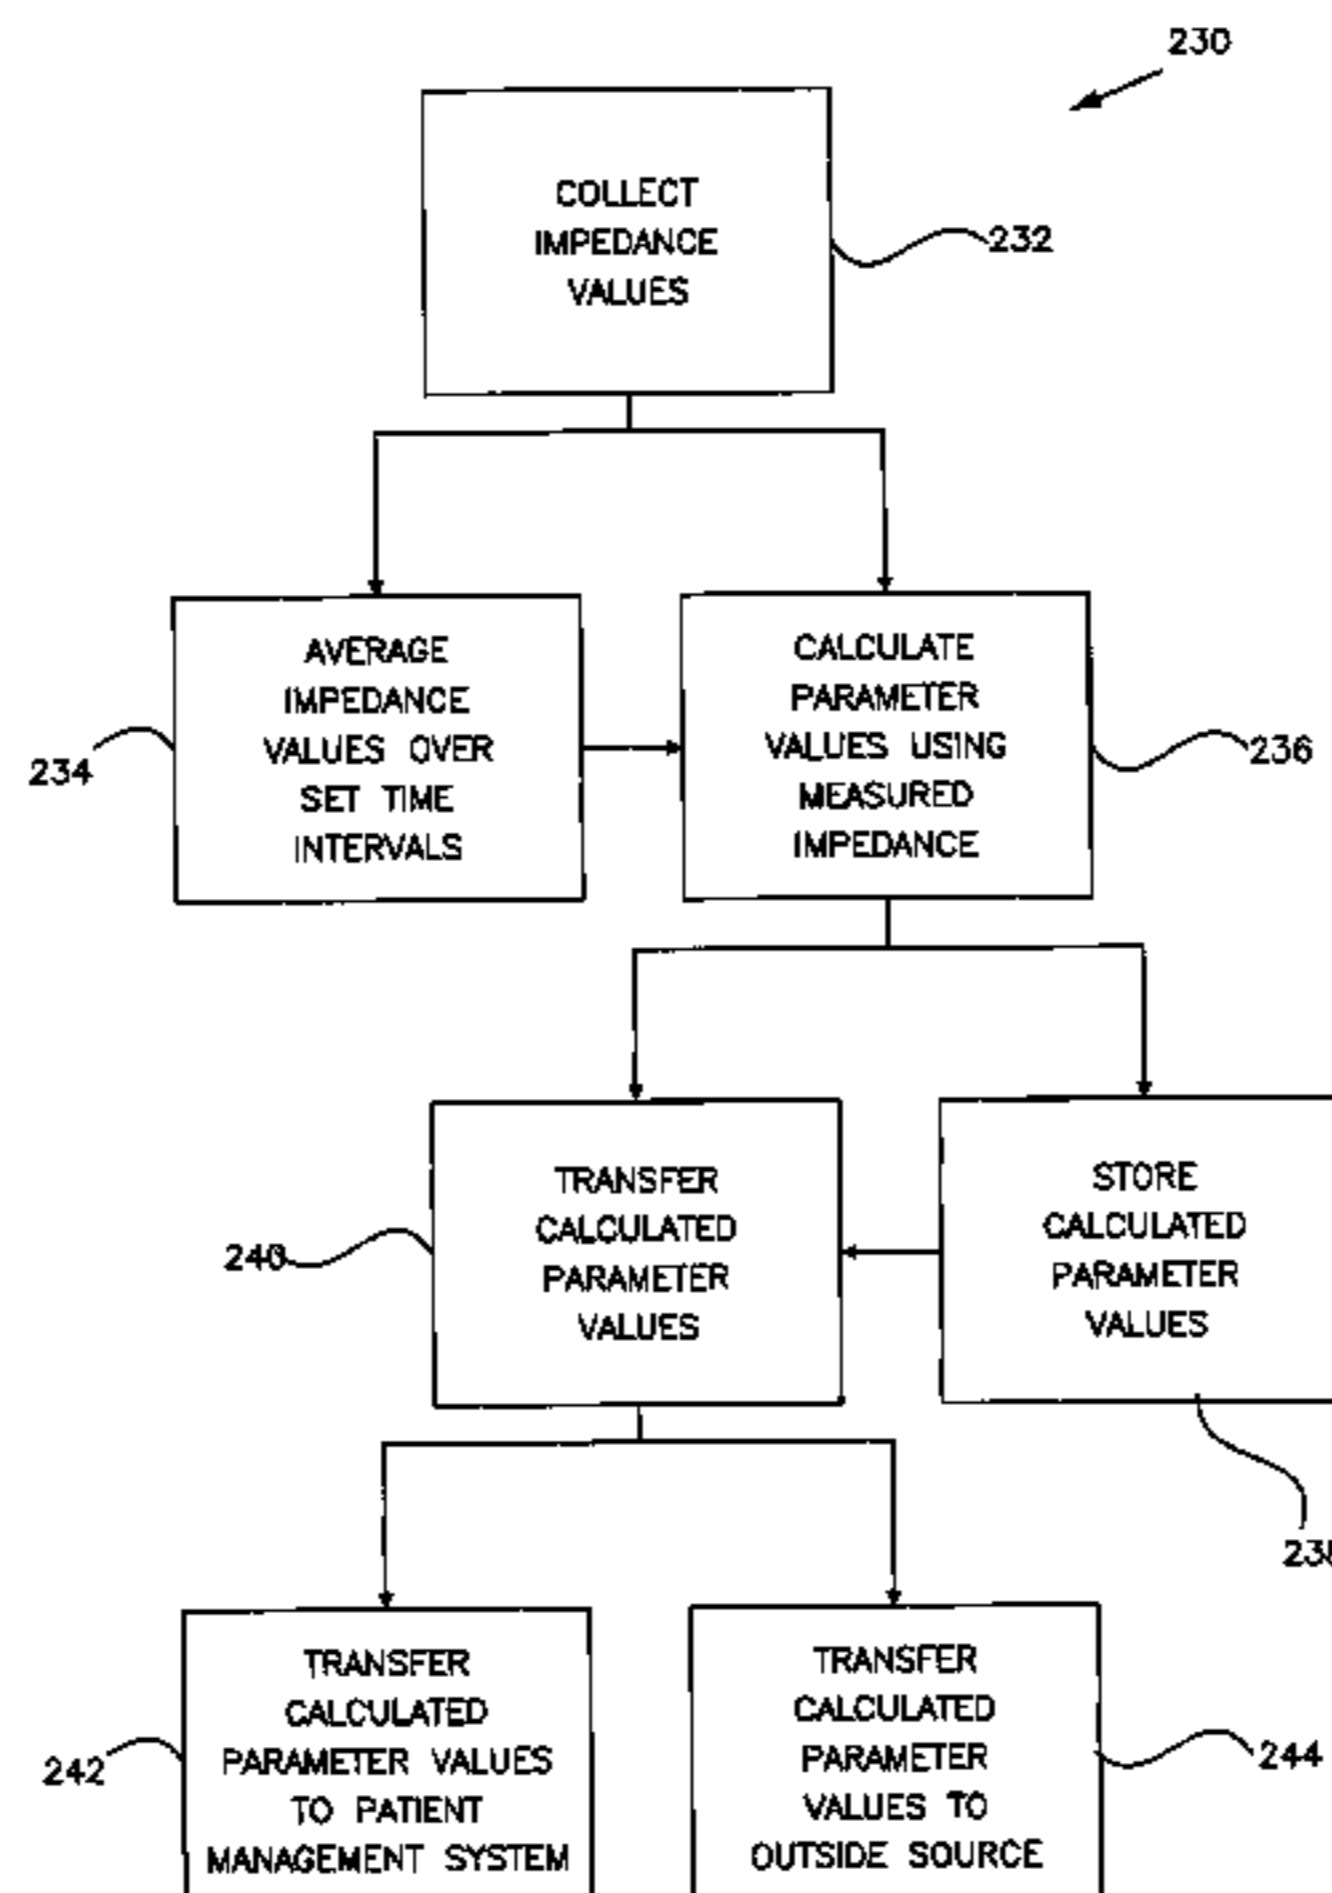 230
COLLECT
IMPEDANCE
VALUES
232
AVERAGE
IMPEDANCE
VALUES OVER
SET TIME
INTERVALS
234
CALCULATE
PARAMETER
VALUES USING
MEASURED
IMPEDANCE
236
TRANSFER
CALCULATED
PARAMETER
VALUES
240
STORE
CALCULATED
PARAMETER
VALUES
TRANSFER
CALCULATED
PARAMETER VALUES
TO PATIENT
MANAGEMENT SYSTEM
242
TRANSFER
CALCULATED
PARAMETER
VALUES TO
OUTSIDE SOURCE
244